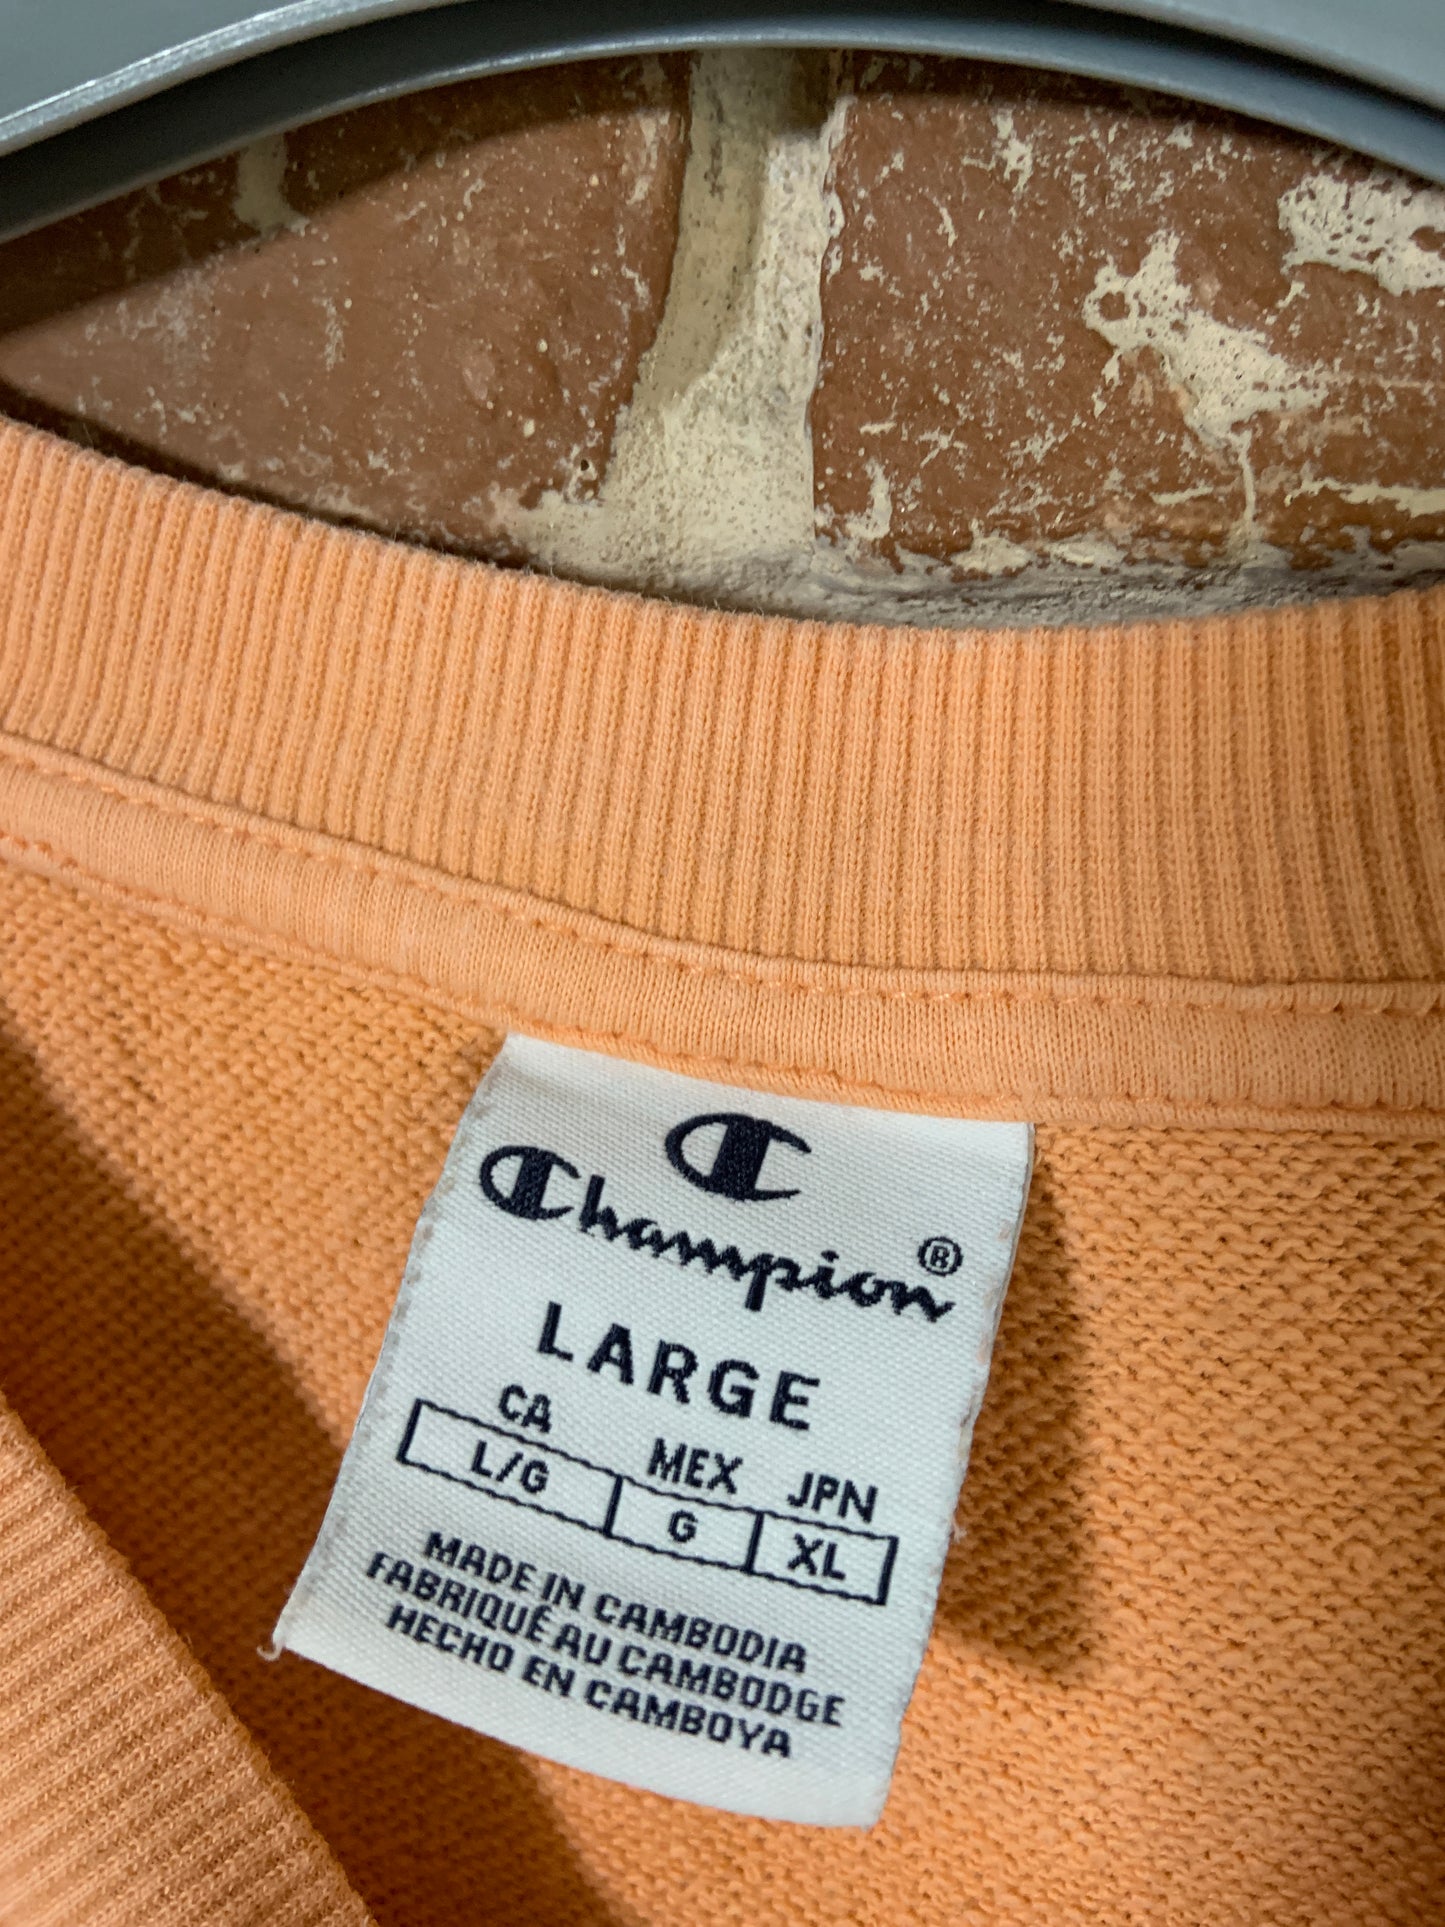 C
Champion®
LARGE
CA MEX JPN
L/G G XL
MADE IN CAMBODIA
FABRIQUÉ AU CAMBODGE
HECHO EN CAMBOYA